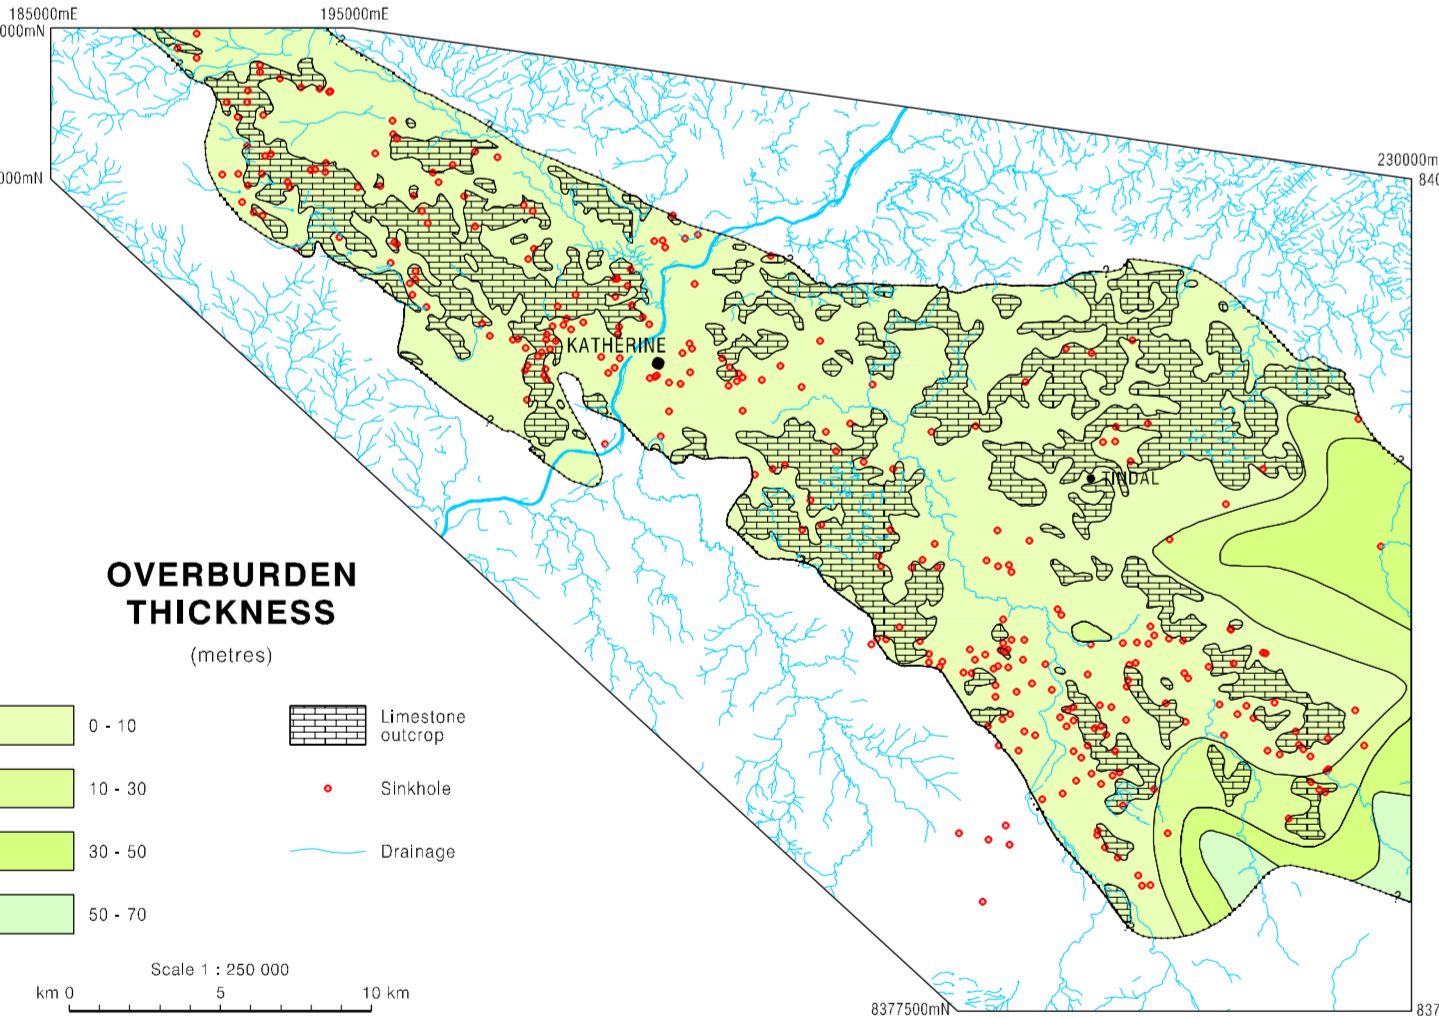 185000mE
195000mE
000mN
230000m
840
000mN
KATHERINE
TINDAL
OVERBURDEN
THICKNESS
(metres)
0 - 10
Limestone
outcrop
10 - 30
Sinkhole
30 - 50
Drainage
50 - 70
Scale 1 : 250 000
km 0 5 10 km
8377500mN
837